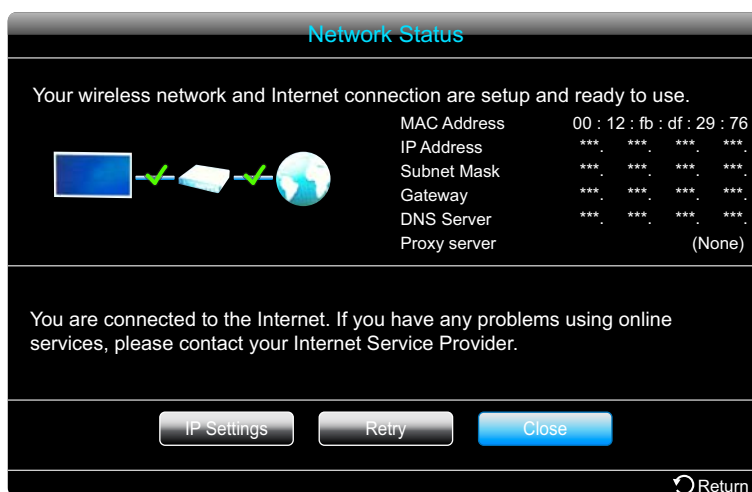 Network Status
Your wireless network and Internet connection are setup and ready to use.
MAC Address 00 : 12 : fb : df : 29 : 76
IP Address ***. ***. ***. ***.
Subnet Mask ***. ***. ***. ***.
Gateway ***. ***. ***. ***.
DNS Server ***. ***. ***. ***.
Proxy server (None)
You are connected to the Internet. If you have any problems using online
services, please contact your Internet Service Provider.
IP Settings Retry Close
Return